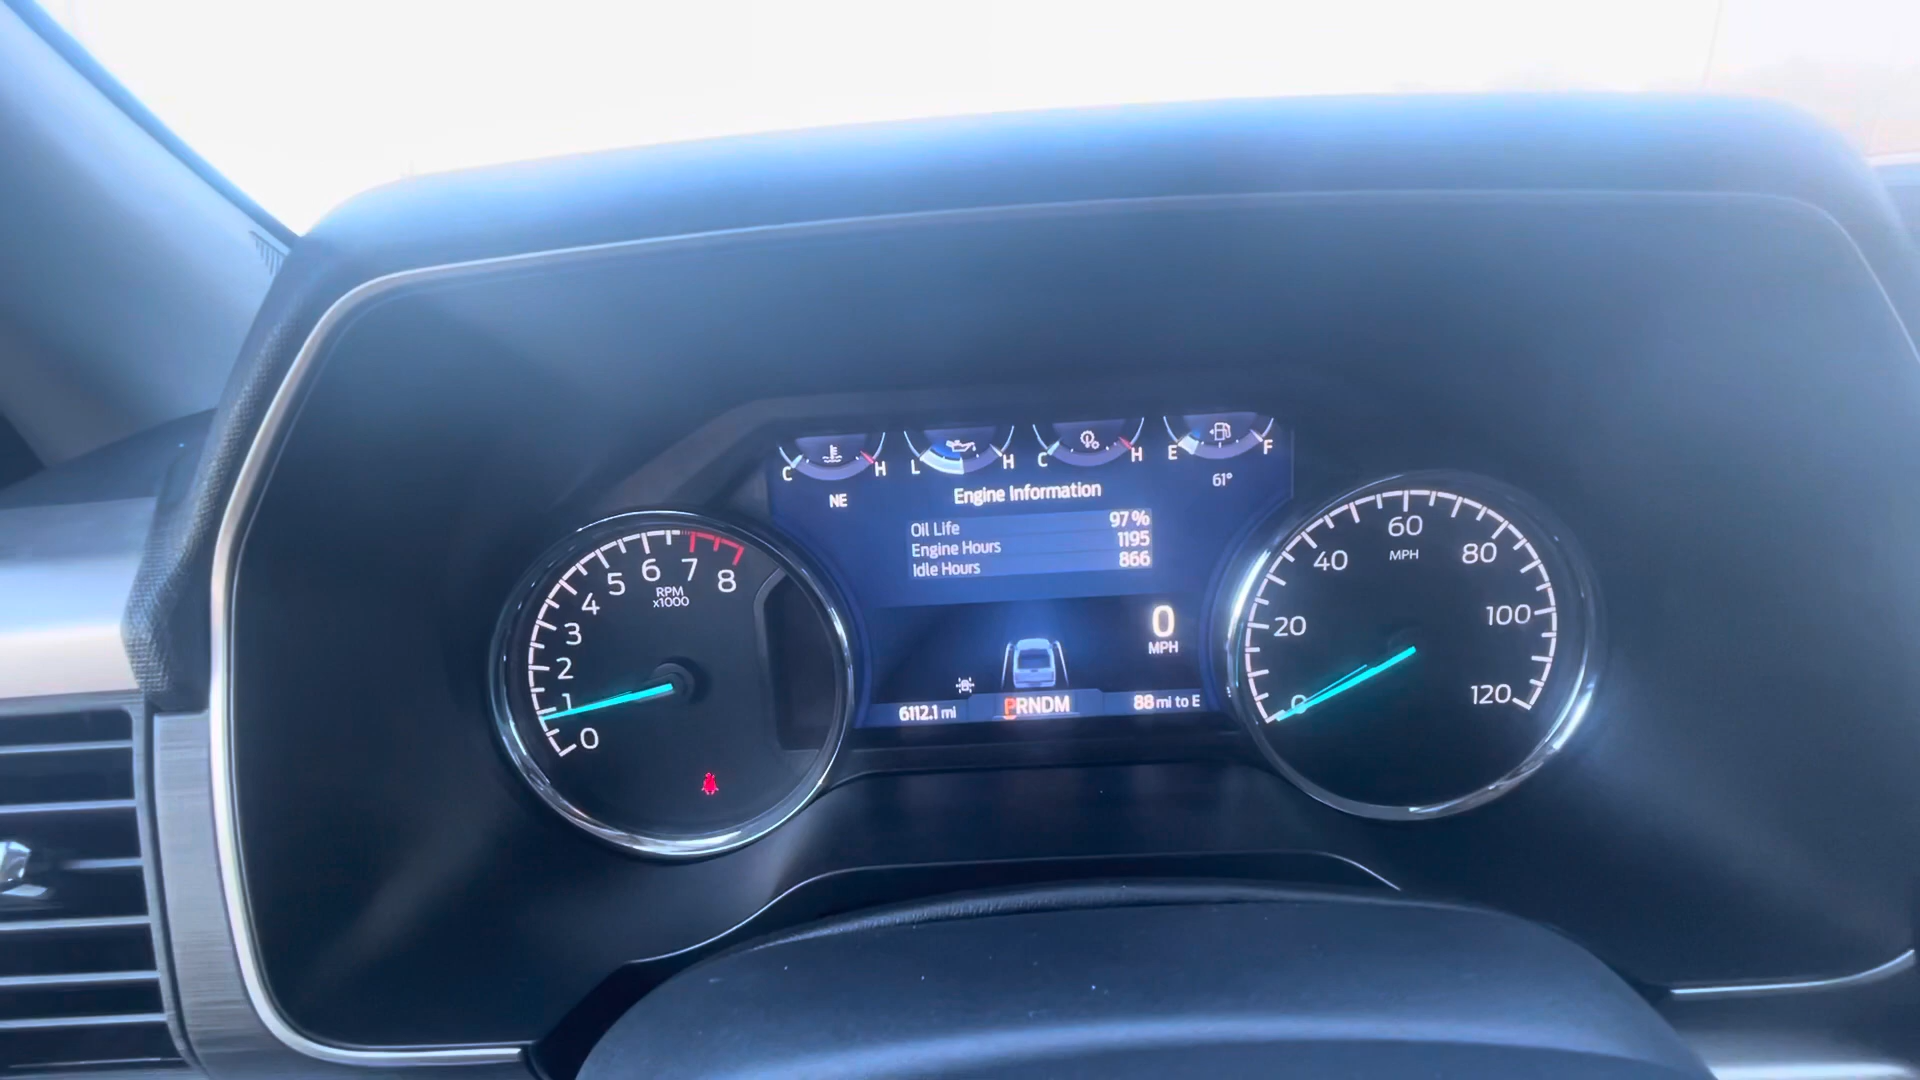 C H L H C H E F
NE 61°
Engine Information
Oil Life 97%
Engine Hours 1195
Idle Hours 866
0
MPH
6112.1 mi PRNDM 88 mi to E
0 1 2 3 4 5 6 7 8
RPM
x1000
0 20 40 60 80 100 120
MPH